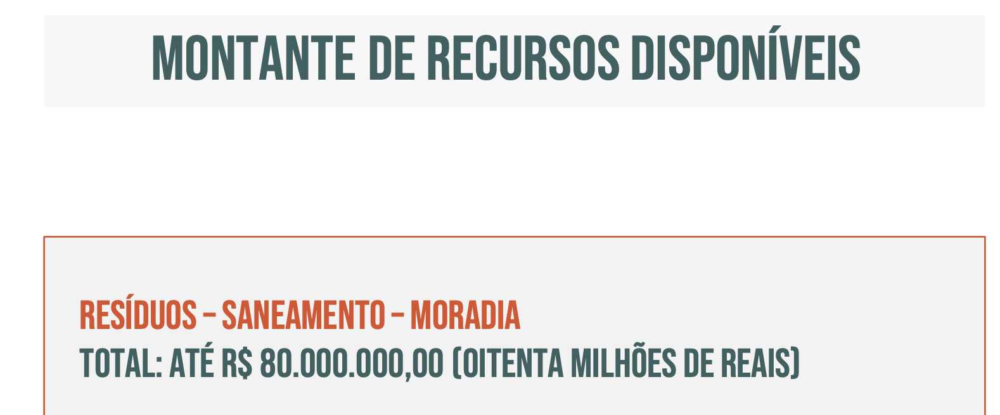 MONTANTE DE RECURSOS DISPONÍVEIS
RESÍDUOS – SANEAMENTO – MORADIA
TOTAL: ATÉ R$ 80.000.000,00 (OITENTA MILHÕES DE REAIS)